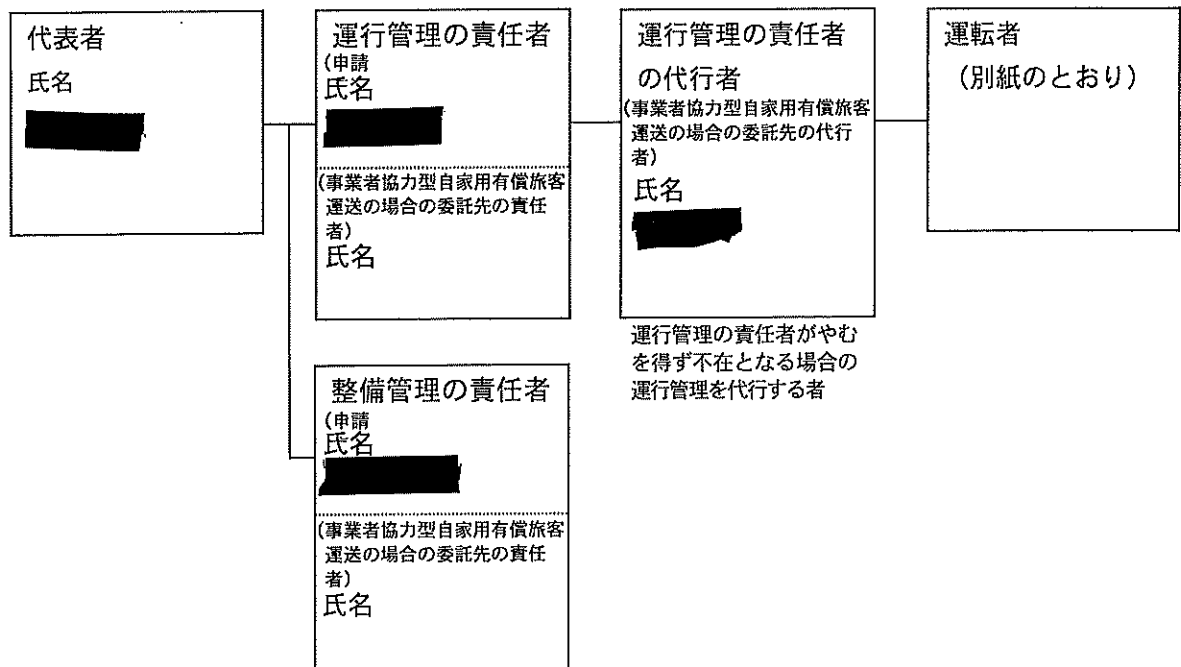 代表者
氏名
運行管理の責任者
(申請
氏名
(事業者協力型自家用有償旅客
運送の場合の委託先の責任
者)
氏名
運行管理の責任者
の代行者
(事業者協力型自家用有償旅客
運送の場合の委託先の代行
者)
氏名
運行管理の責任者がやむ
を得ず不在となる場合の
運行管理を代行する者
運転者
(別紙のとおり)
整備管理の責任者
(申請
氏名
(事業者協力型自家用有償旅客
運送の場合の委託先の責任
者)
氏名